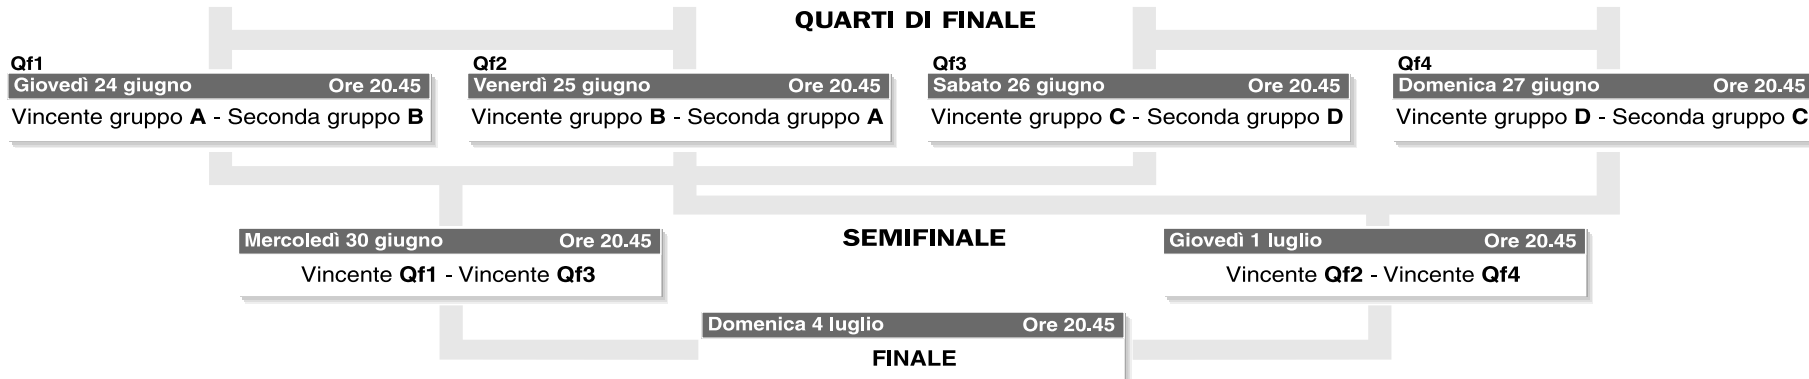 QUARTI DI FINALE
Qf1
Giovedì 24 giugno Ore 20.45
Vincente gruppo A - Seconda gruppo B
Qf2
Venerdì 25 giugno Ore 20.45
Vincente gruppo B - Seconda gruppo A
Qf3
Sabato 26 giugno Ore 20.45
Vincente gruppo C - Seconda gruppo D
Qf4
Domenica 27 giugno Ore 20.45
Vincente gruppo D - Seconda gruppo C
SEMIFINALE
Mercoledì 30 giugno Ore 20.45
Vincente Qf1 - Vincente Qf3
Giovedì 1 luglio Ore 20.45
Vincente Qf2 - Vincente Qf4
Domenica 4 luglio Ore 20.45
FINALE